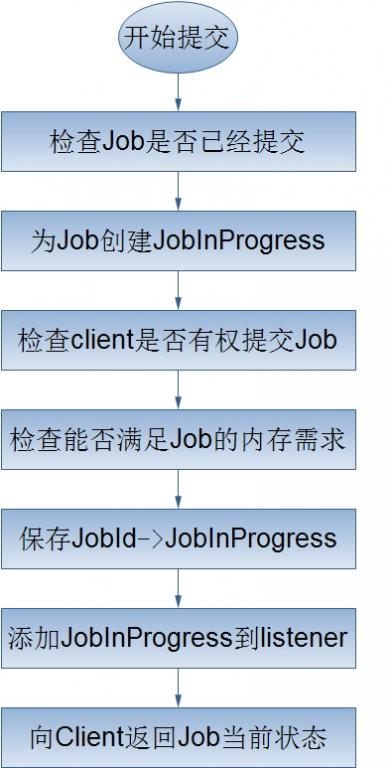 开始提交
检查Job是否已经提交
为Job创建JobInProgress
检查client是否有权提交Job
检查能否满足Job的内存需求
保存JobId->JobInProgress
添加JobInProgress到listener
向Client返回Job当前状态